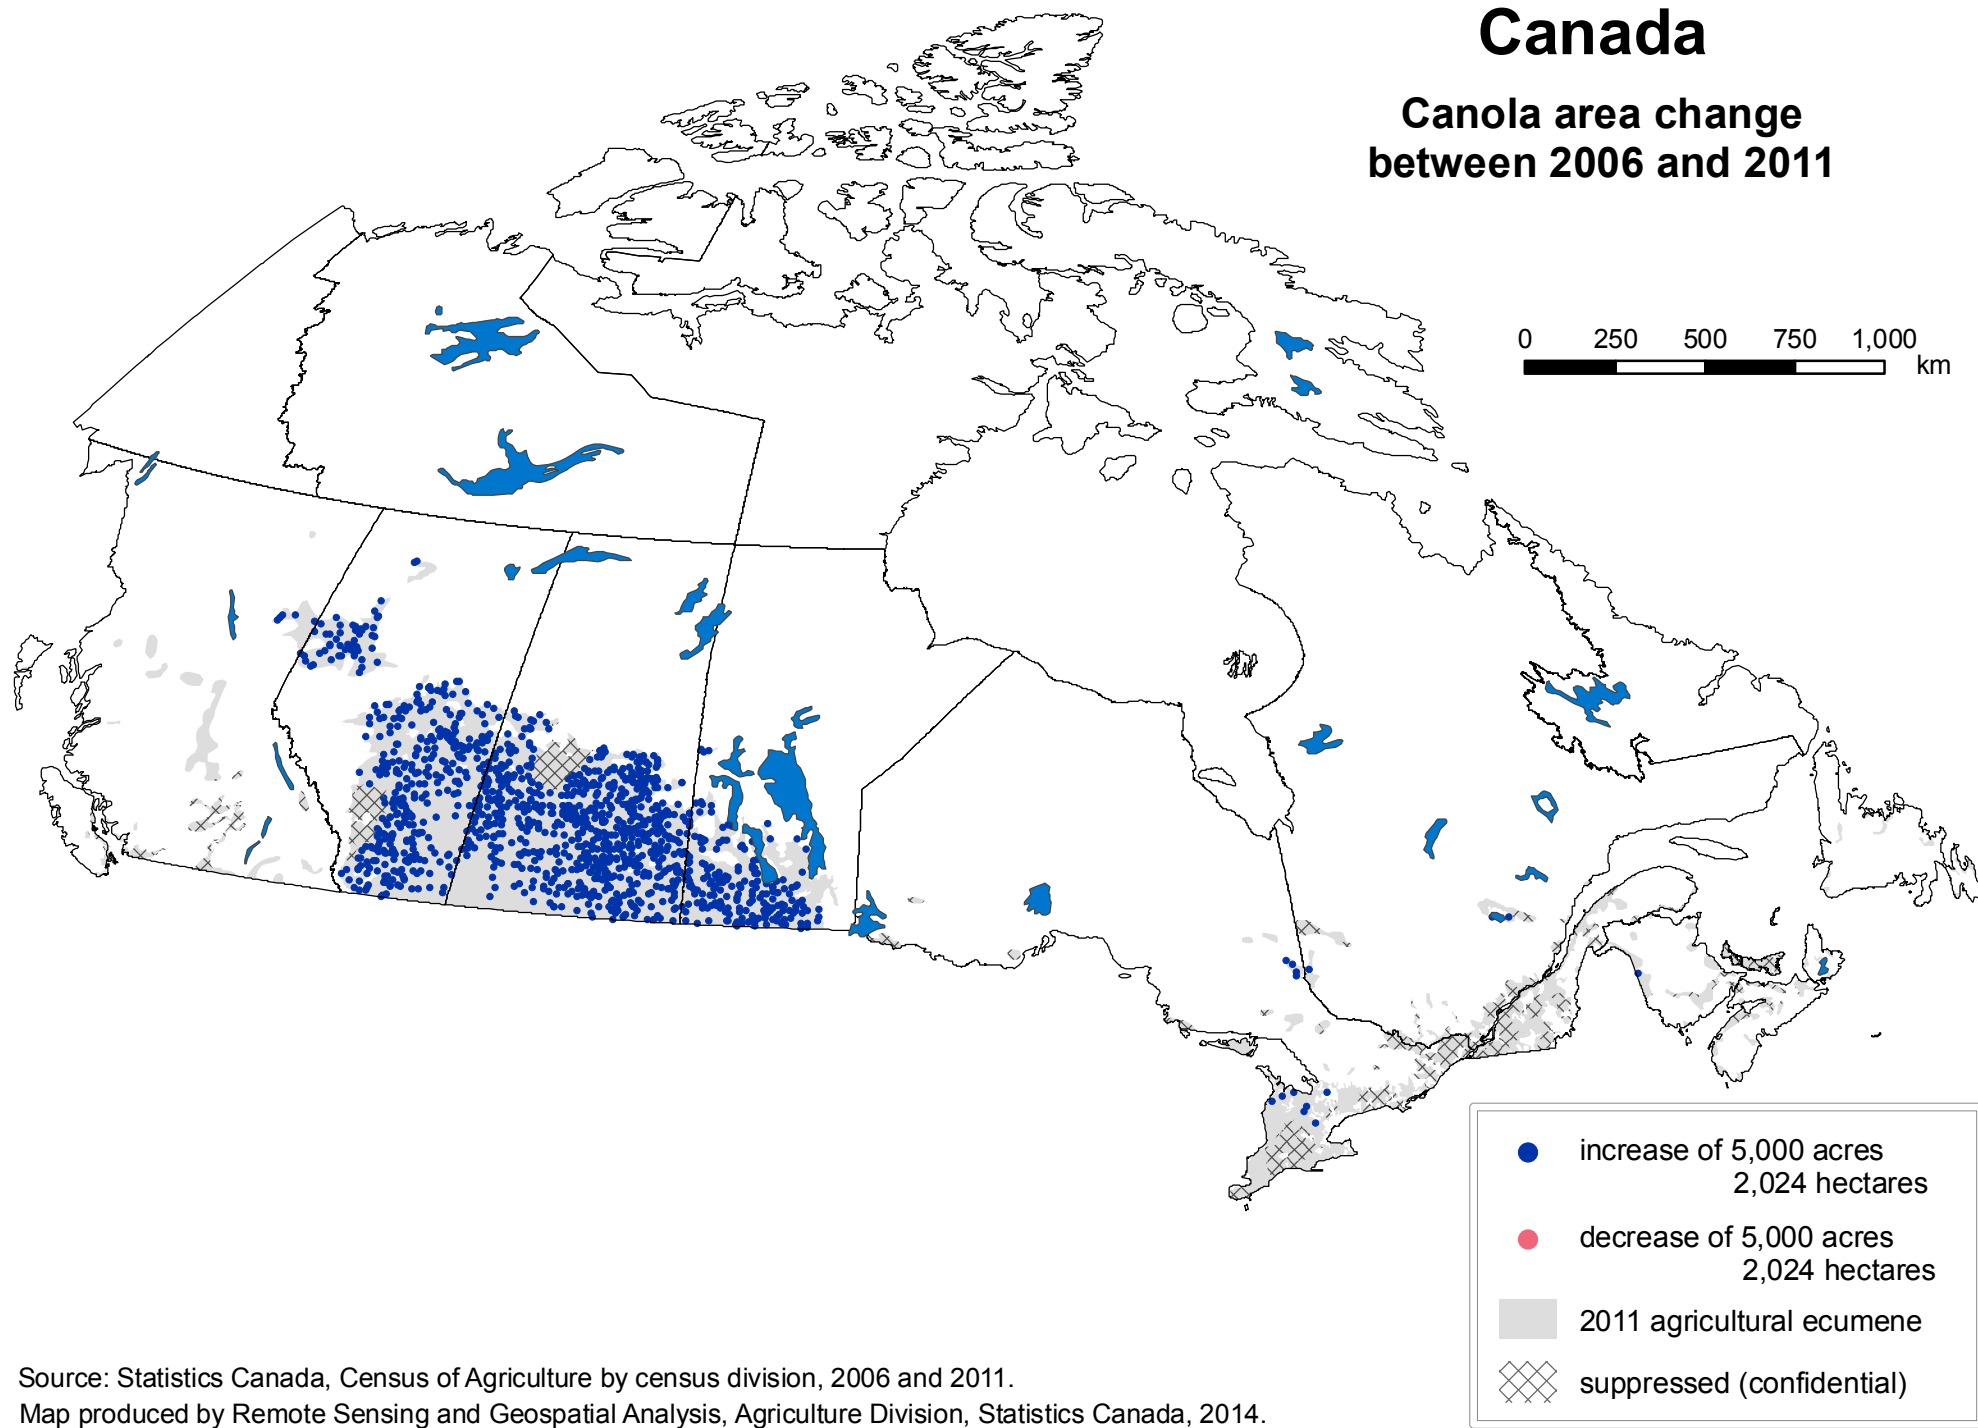 Canada
Canola area change
between 2006 and 2011
0 250 500 750 1,000
km
increase of 5,000 acres
2,024 hectares
decrease of 5,000 acres
2,024 hectares
2011 agricultural ecumene
suppressed (confidential)
Source: Statistics Canada, Census of Agriculture by census division, 2006 and 2011.
Map produced by Remote Sensing and Geospatial Analysis, Agriculture Division, Statistics Canada, 2014.